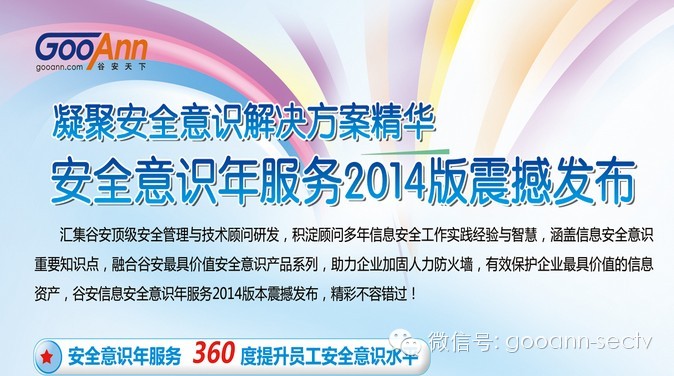 GooAnn
gooann.com 谷安天下
凝聚安全意识解决方案精华
安全意识年服务2014版震撼发布
汇集谷安顶级安全管理与技术顾问研发，积淀顾问多年信息安全工作实践经验与智慧，涵盖信息安全意识
重要知识点，融合谷安最具价值安全意识产品系列，助力企业加固人力防火墙，有效保护企业最具价值的信息
资产，谷安信息安全意识年服务2014版本震撼发布，精彩不容错过！
安全意识年服务 360 度提升员工安全意识水平
微信号: gooann-sectv